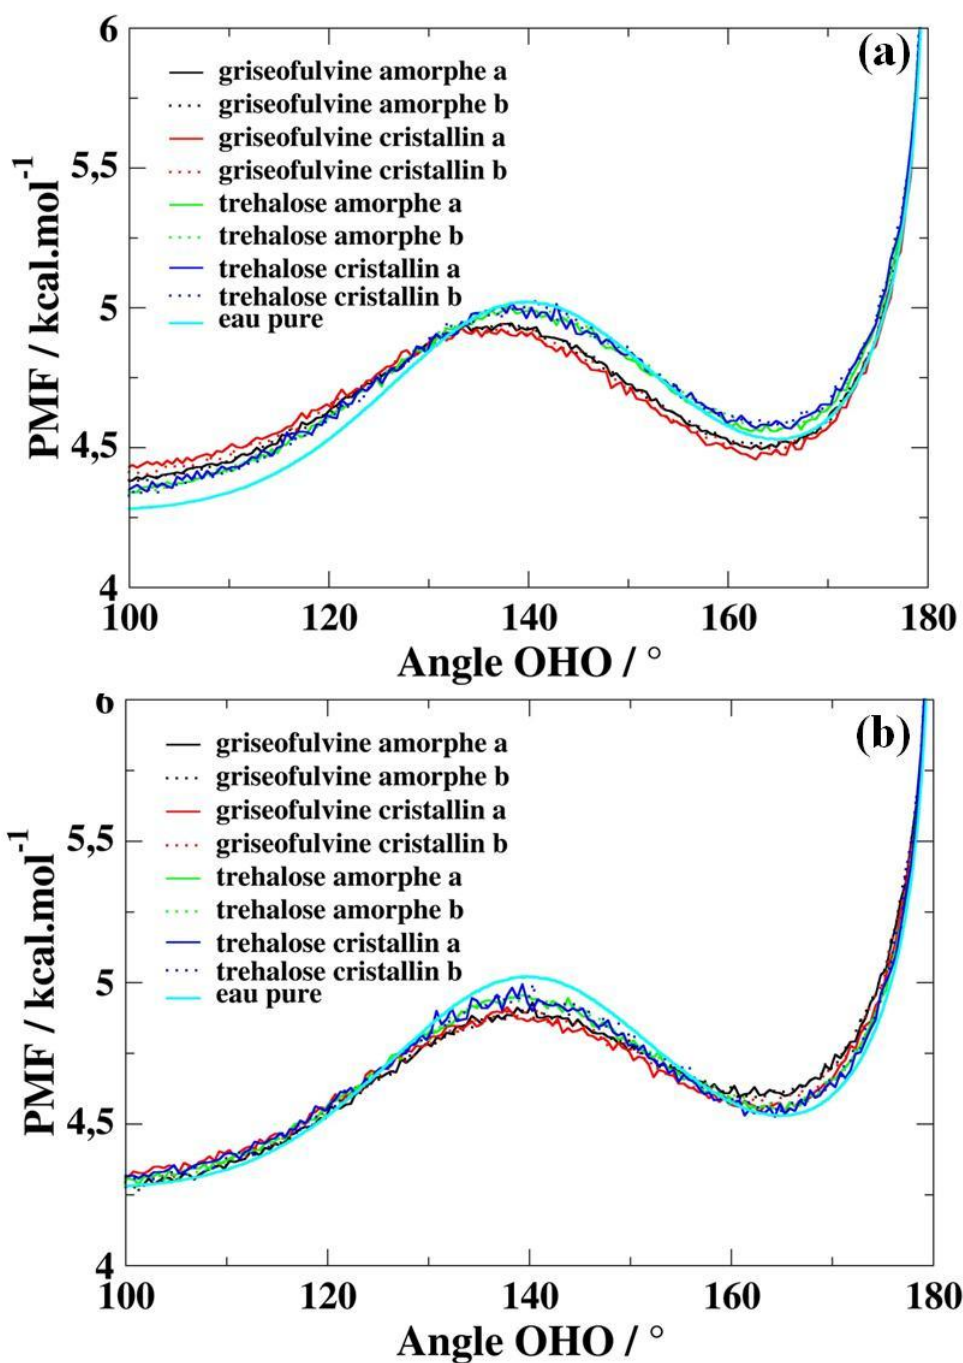 (a)
griseofulvine amorphe a
griseofulvine amorphe b
griseofulvine cristallin a
griseofulvine cristallin b
trehalose amorphe a
trehalose amorphe b
trehalose cristallin a
trehalose cristallin b
eau pure
6
5,5
5
4,5
4
PMF / kcal.mol⁻¹
100 120 140 160 180
Angle OHO / °
(b)
griseofulvine amorphe a
griseofulvine amorphe b
griseofulvine cristallin a
griseofulvine cristallin b
trehalose amorphe a
trehalose amorphe b
trehalose cristallin a
trehalose cristallin b
eau pure
6
5,5
5
4,5
4
PMF / kcal.mol⁻¹
100 120 140 160 180
Angle OHO / °